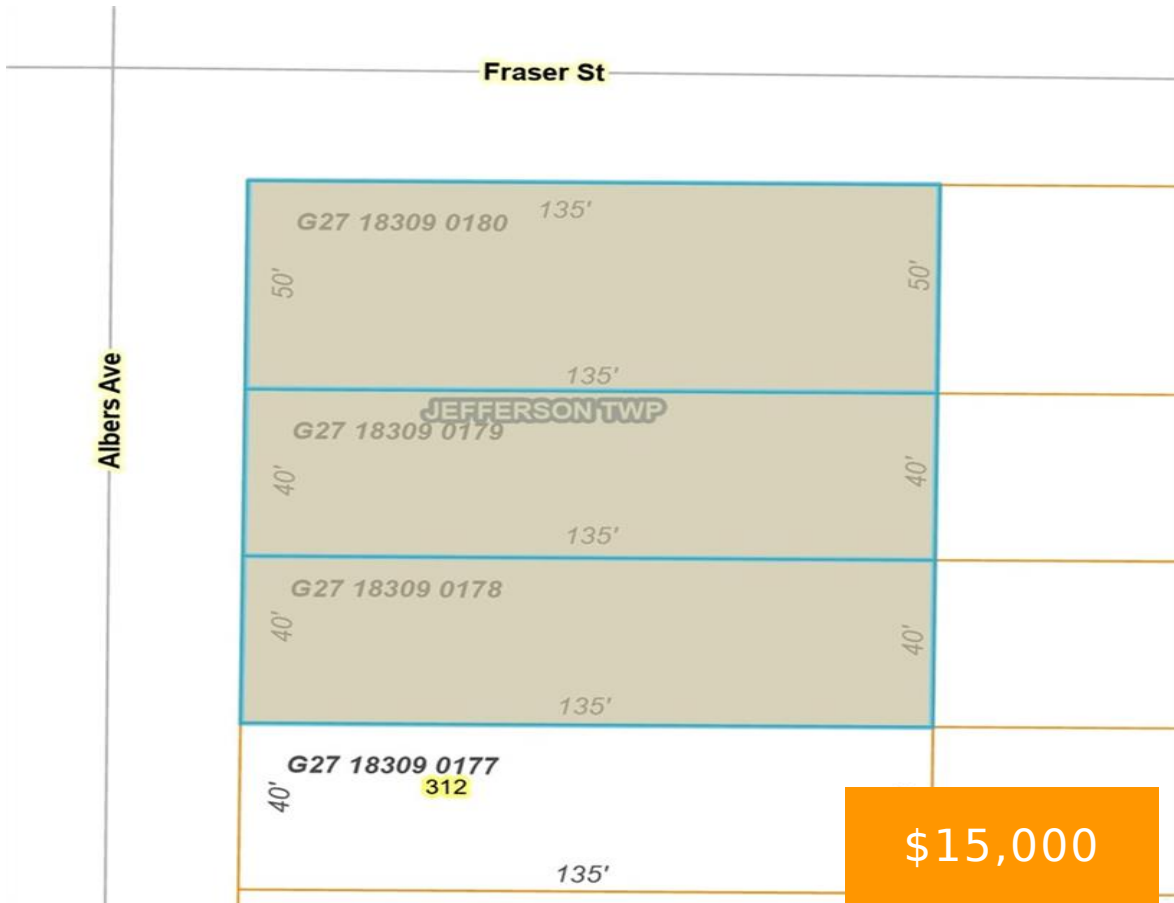 Fraser St
135'
G27 18309 0180
50'
50'
135'
JEFFERSON TWP
G27 18309 0179
Albers Ave
40'
40'
135'
G27 18309 0178
40'
40'
135'
G27 18309 0177
312
40'
$15,000
135'